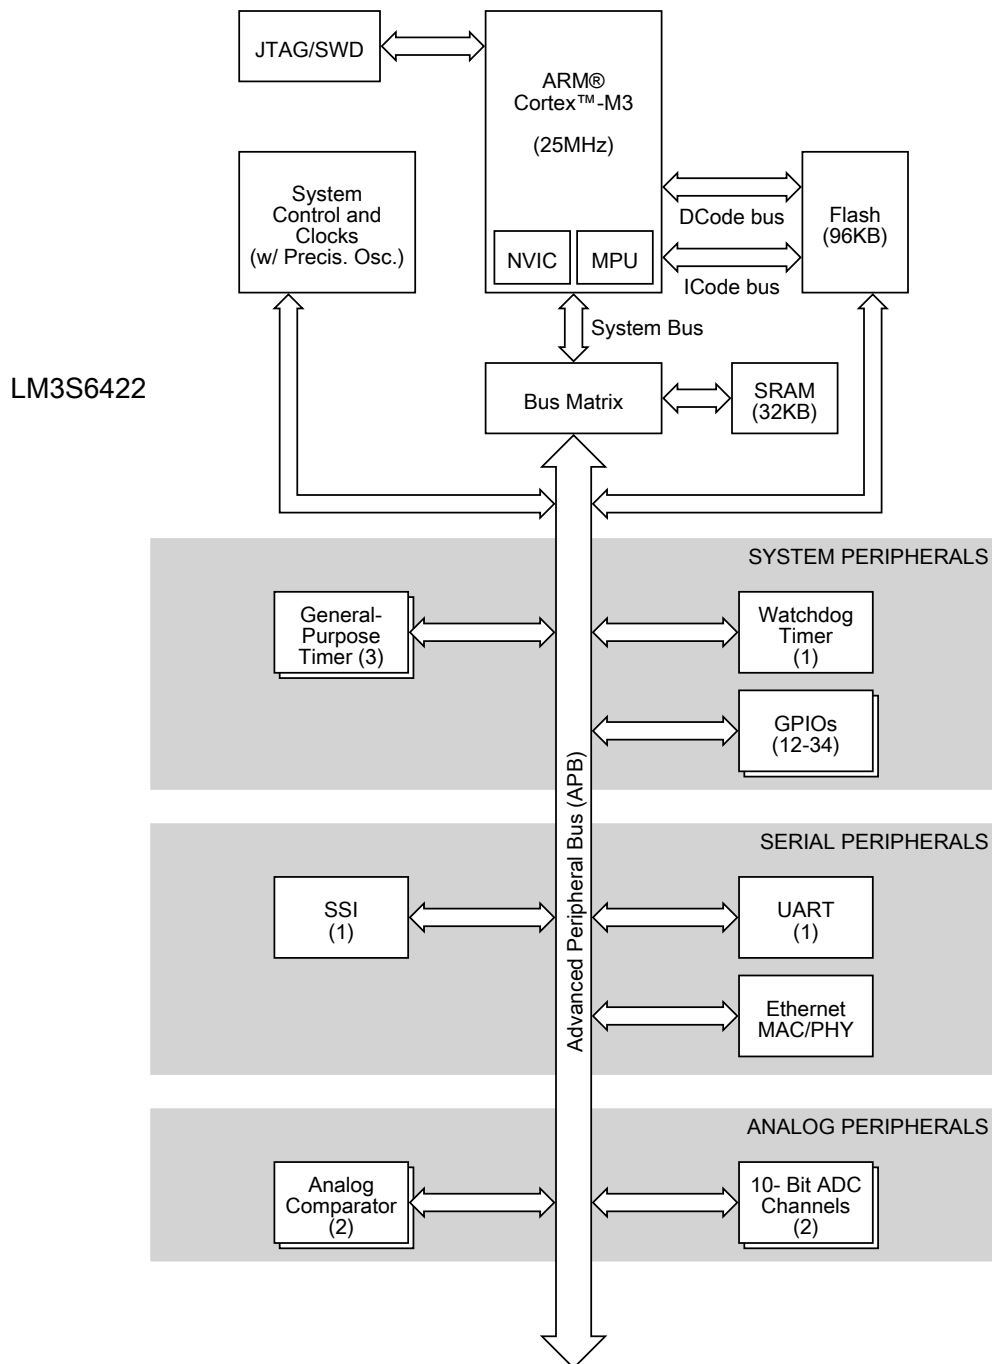 JTAG/SWD
ARM®
Cortex™-M3
(25MHz)
System
Control and
Clocks
(w/ Precis. Osc.)
DCode bus
Flash
(96KB)
NVIC
MPU
ICode bus
System Bus
LM3S6422
Bus Matrix
SRAM
(32KB)
Advanced Peripheral Bus (APB)
SYSTEM PERIPHERALS
General-
Purpose
Timer (3)
Watchdog
Timer
(1)
GPIOs
(12-34)
SERIAL PERIPHERALS
SSI
(1)
UART
(1)
Ethernet
MAC/PHY
ANALOG PERIPHERALS
Analog
Comparator
(2)
10- Bit ADC
Channels
(2)